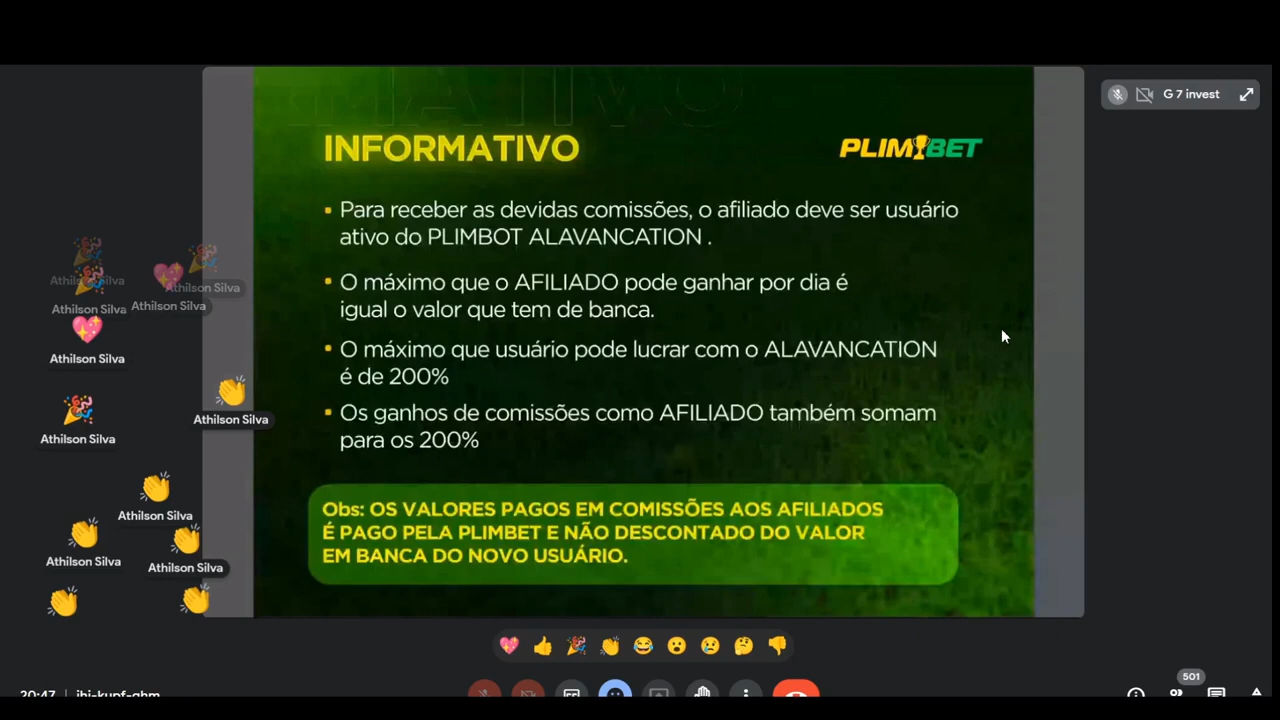 INFORMATIVO
PLIMBET
Para receber as devidas comissões, o afiliado deve ser usuário
ativo do PLIMBOT ALAVANCATION .
O máximo que o AFILIADO pode ganhar por dia é
igual o valor que tem de banca.
O máximo que usuário pode lucrar com o ALAVANCATION
é de 200%
Os ganhos de comissões como AFILIADO também somam
para os 200%
Obs: OS VALORES PAGOS EM COMISSÕES AOS AFILIADOS
É PAGO PELA PLIMBET E NÃO DESCONTADO DO VALOR
EM BANCA DO NOVO USUÁRIO.
G 7 invest
Athilson Silva
Athilson Silva
Athilson Silva
Athilson Silva
Athilson Silva
Athilson Silva
Athilson Silva
Athilson Silva
Athilson Silva
Athilson Silva
501
20:47